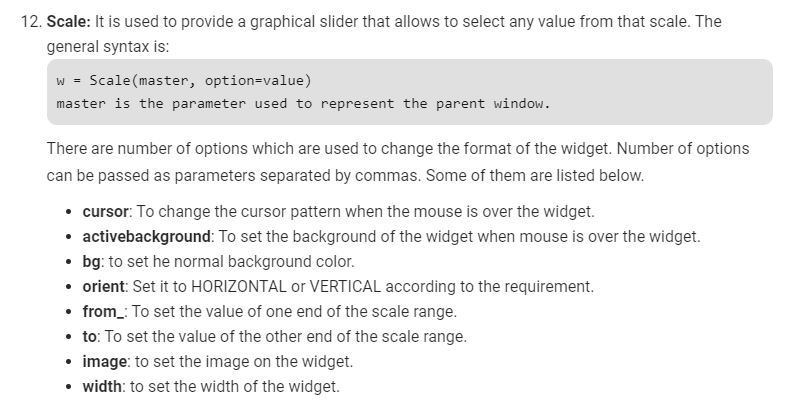 12. Scale: It is used to provide a graphical slider that allows to select any value from that scale. The
general syntax is:
w = Scale(master, option=value)
master is the parameter used to represent the parent window.
There are number of options which are used to change the format of the widget. Number of options
can be passed as parameters separated by commas. Some of them are listed below.
• cursor: To change the cursor pattern when the mouse is over the widget.
• activebackground: To set the background of the widget when mouse is over the widget.
• bg: to set he normal background color.
• orient: Set it to HORIZONTAL or VERTICAL according to the requirement.
• from_: To set the value of one end of the scale range.
• to: To set the value of the other end of the scale range.
• image: to set the image on the widget.
• width: to set the width of the widget.